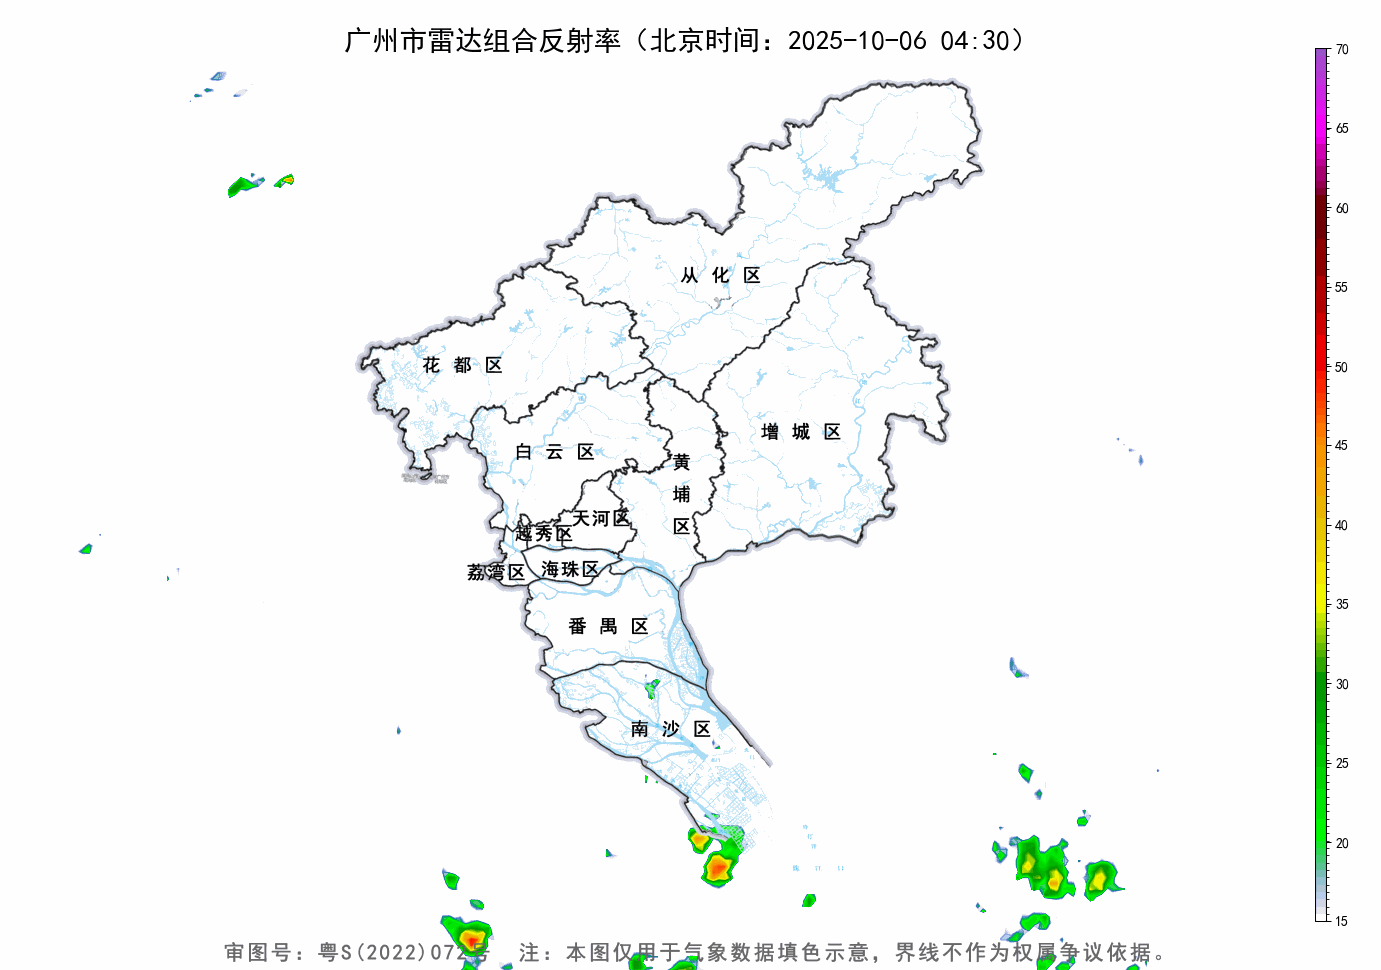 广州市雷达组合反射率（北京时间：2025-10-06 04:30）
70
65
60
55
50
45
40
35
30
25
20
15
从化区
花都区
增城区
白云区
黄埔区
天河区
越秀区
海珠区
荔湾区
番禺区
南沙区
审图号：粤S(2022)072号 注：本图仅用于气象数据填色示意，界线不作为权属争议依据。